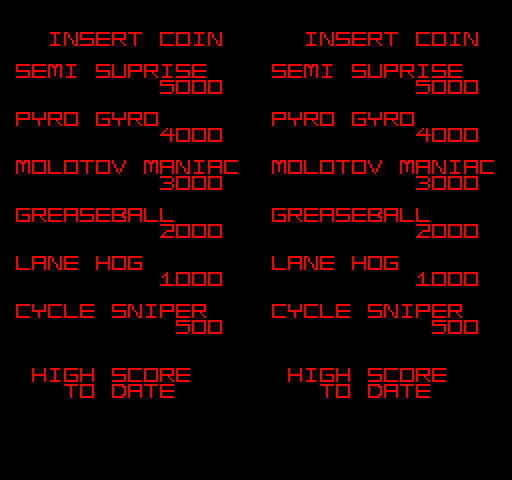 INSERT COIN INSERT COIN
SEMI SUPRISE SEMI SUPRISE
5000 5000
PYRO GYRO PYRO GYRO
4000 4000
MOLOTOV MANIAC MOLOTOV MANIAC
3000 3000
GREASEBALL GREASEBALL
2000 2000
LANE HOG LANE HOG
1000 1000
CYCLE SNIPER CYCLE SNIPER
500 500
HIGH SCORE HIGH SCORE
TO DATE TO DATE